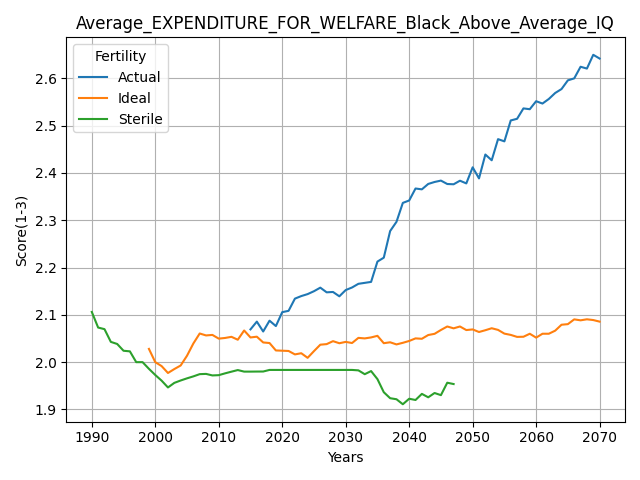 Average_EXPENDITURE_FOR_WELFARE_Black_Above_Average_IQ
Fertility
Actual
Ideal
Sterile
Score(1-3)
2.6
2.5
2.4
2.3
2.2
2.1
2.0
1.9
1990 2000 2010 2020 2030 2040 2050 2060 2070
Years